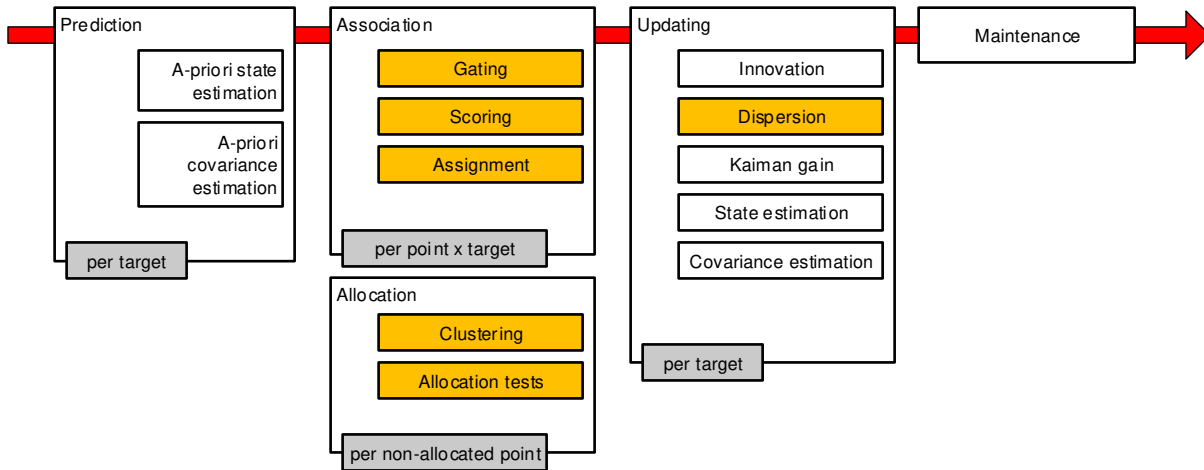 Prediction
A-priori state
estimation
A-priori
covariance
estimation
per target
Association
Gating
Scoring
Assignment
per point x target
Allocation
Clustering
Allocation tests
per non-allocated point
Updating
Innovation
Dispersion
Kaiman gain
State estimation
Covariance estimation
per target
Maintenance